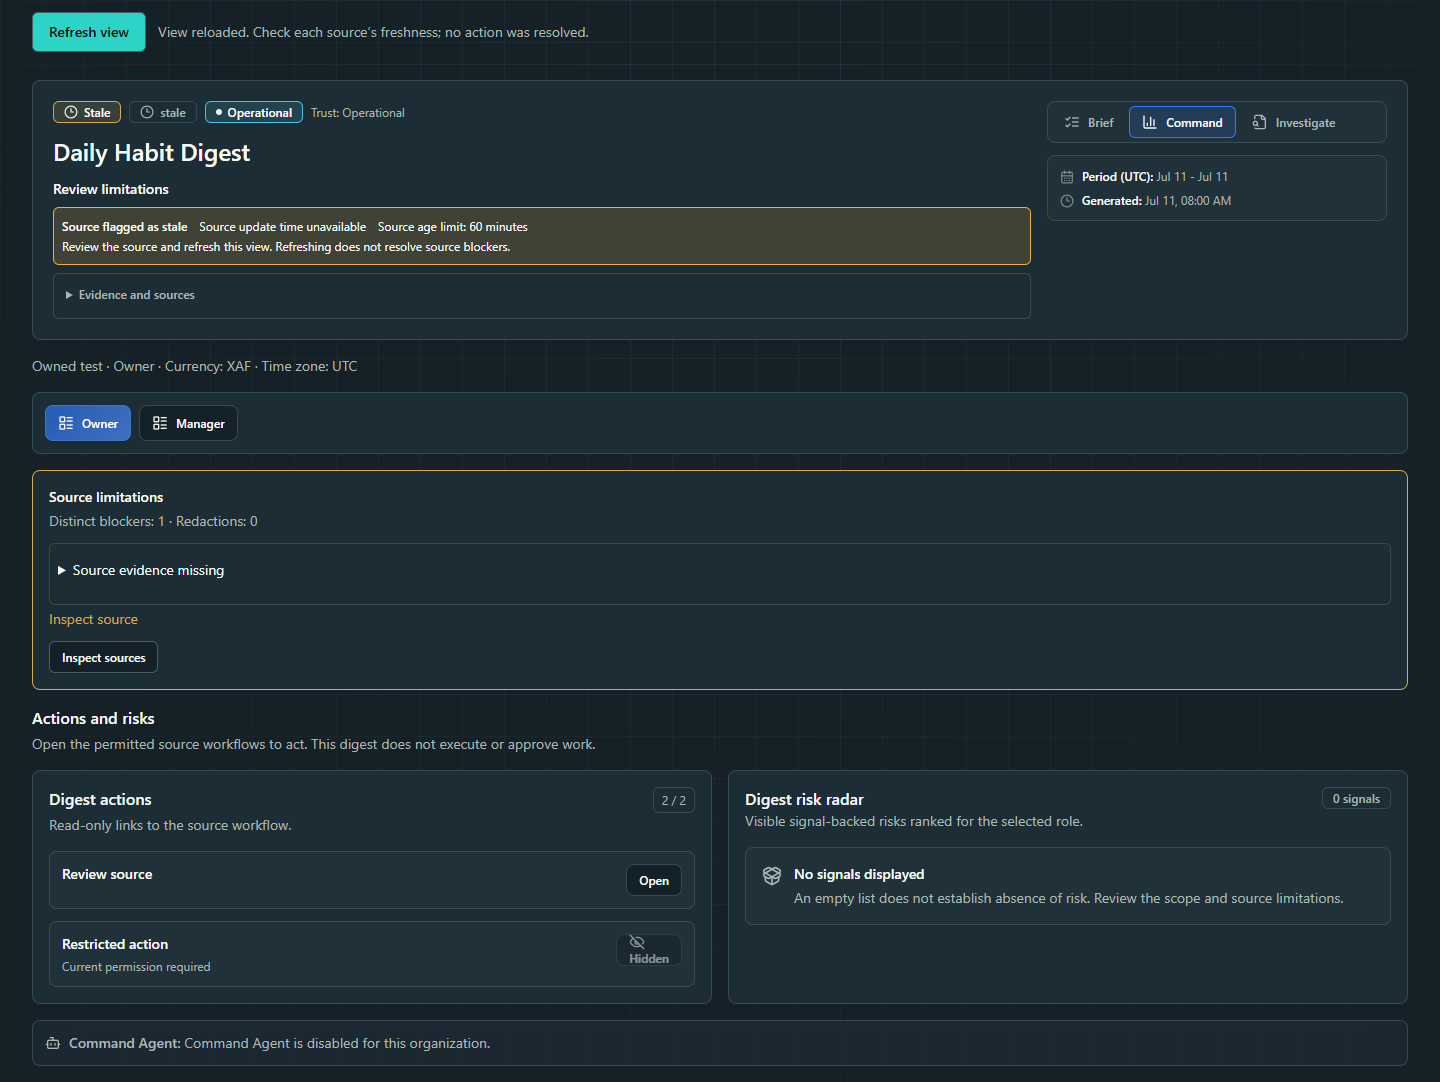 Refresh view
View reloaded. Check each source's freshness; no action was resolved.
Stale
stale
Operational
Trust: Operational
Daily Habit Digest
Review limitations
Source flagged as stale Source update time unavailable Source age limit: 60 minutes
Review the source and refresh this view. Refreshing does not resolve source blockers.
Evidence and sources
Brief
Command
Investigate
Period (UTC): Jul 11 - Jul 11
Generated: Jul 11, 08:00 AM
Owned test · Owner · Currency: XAF · Time zone: UTC
Owner
Manager
Source limitations
Distinct blockers: 1 · Redactions: 0
Source evidence missing
Inspect source
Inspect sources
Actions and risks
Open the permitted source workflows to act. This digest does not execute or approve work.
Digest actions
2 / 2
Read-only links to the source workflow.
Review source
Open
Restricted action
Current permission required
Hidden
Digest risk radar
0 signals
Visible signal-backed risks ranked for the selected role.
No signals displayed
An empty list does not establish absence of risk. Review the scope and source limitations.
Command Agent: Command Agent is disabled for this organization.